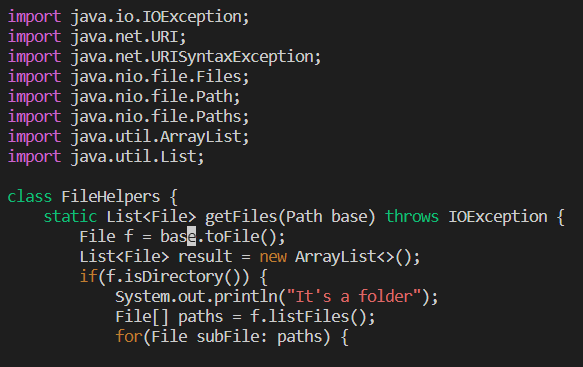 import java.io.IOException;
import java.net.URI;
import java.net.URISyntaxException;
import java.nio.file.Files;
import java.nio.file.Path;
import java.nio.file.Paths;
import java.util.ArrayList;
import java.util.List;
class FileHelpers {
    static List<File> getFiles(Path base) throws IOException {
        File f = base.toFile();
        List<File> result = new ArrayList<>();
        if(f.isDirectory()) {
            System.out.println("It's a folder");
            File[] paths = f.listFiles();
            for(File subFile: paths) {